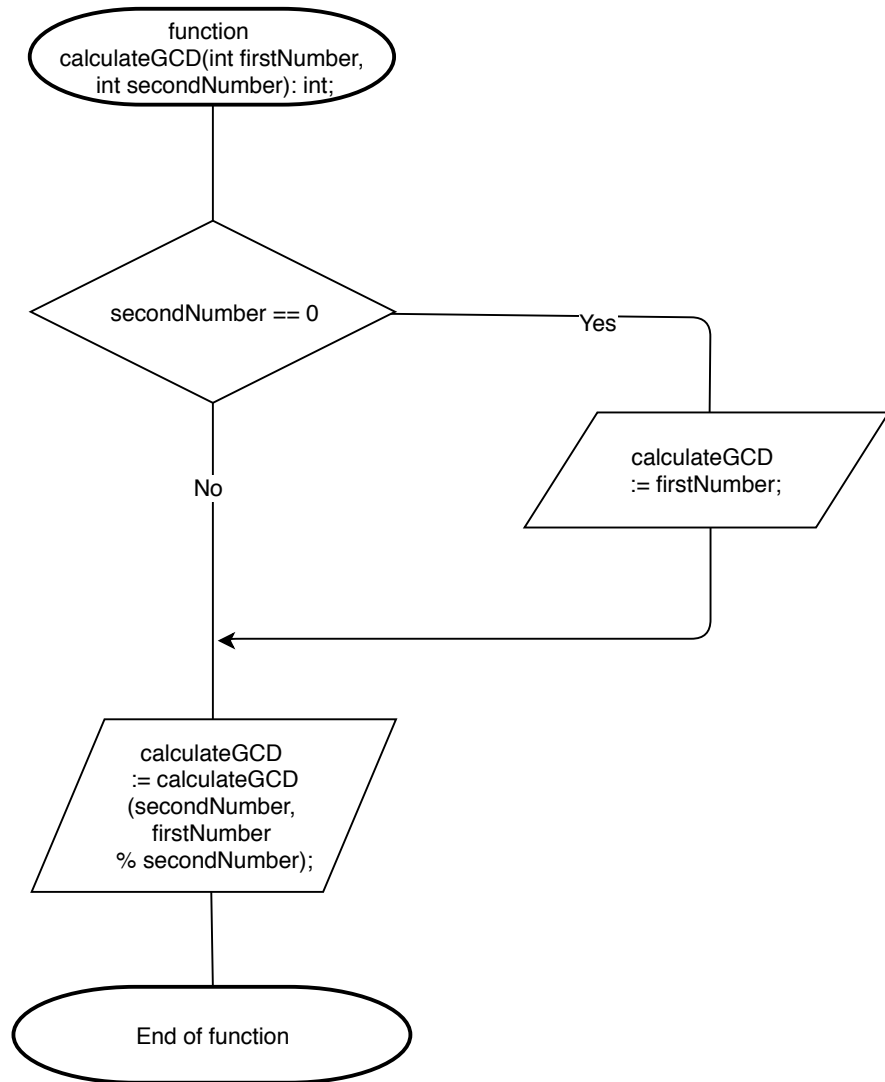 function
calculateGCD(int firstNumber,
int secondNumber): int;
secondNumber == 0
Yes
calculateGCD
:= firstNumber;
No
calculateGCD
:= calculateGCD
(secondNumber,
firstNumber
% secondNumber);
End of function